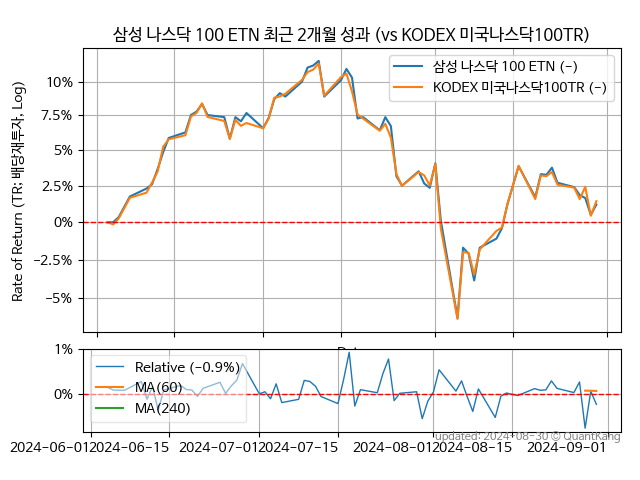 삼성 나스닥 100 ETN 최근 2개월 성과 (vs KODEX 미국나스닥100TR)
Rate of Return (TR: 배당재투자, Log)
10%
7.5%
5%
2.5%
0%
−2.5%
−5%
삼성 나스닥 100 ETN (-)
KODEX 미국나스닥100TR (-)
1%
0%
Relative (-0.9%)
MA(60)
MA(240)
updated: 2024-08-30 © QuantKang
2024-06-01 2024-06-15 2024-07-01 2024-07-15 2024-08-01 2024-08-15 2024-09-01